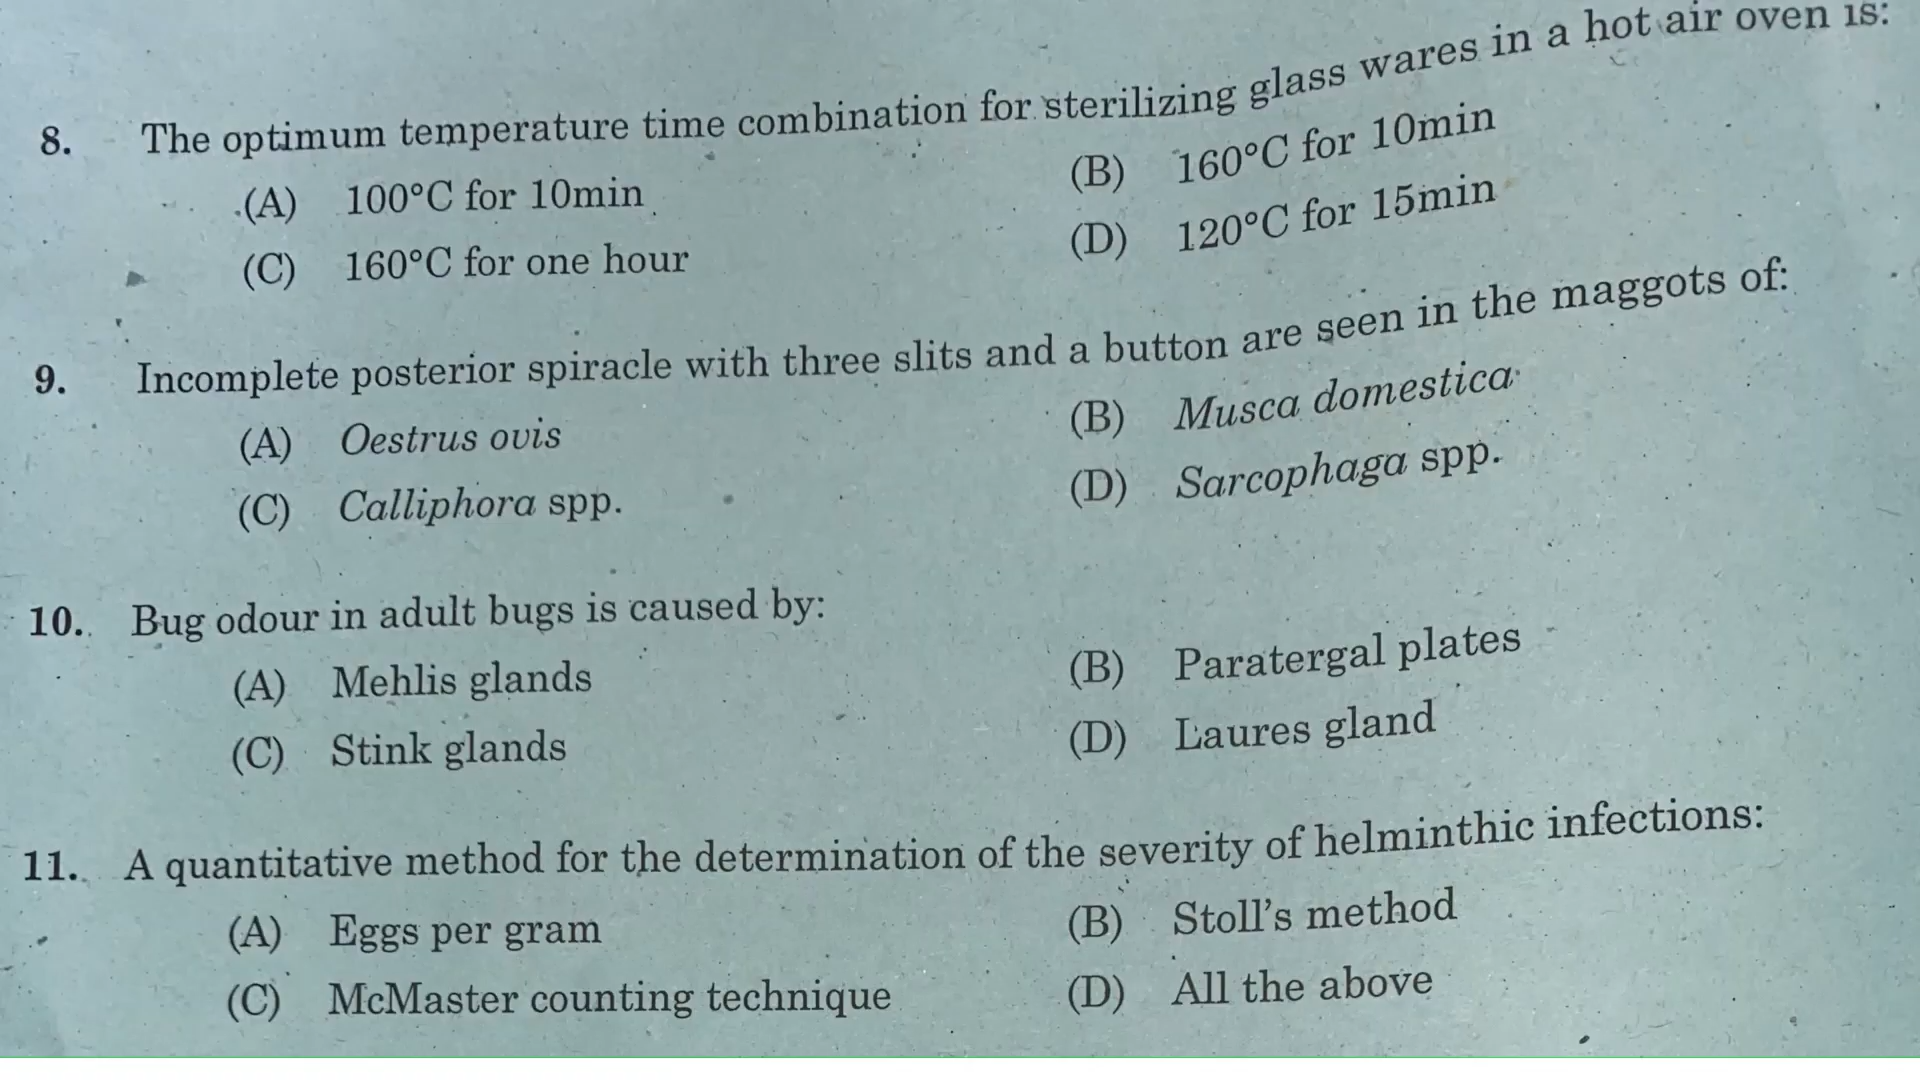 8. The optimum temperature time combination for sterilizing glass wares in a hot air oven is:
(A) 100°C for 10min (B) 160°C for 10min
(C) 160°C for one hour (D) 120°C for 15min
9. Incomplete posterior spiracle with three slits and a button are seen in the maggots of:
(A) Oestrus ovis (B) Musca domestica
(C) Calliphora spp. (D) Sarcophaga spp.
10. Bug odour in adult bugs is caused by:
(A) Mehlis glands (B) Paratergal plates
(C) Stink glands (D) Laures gland
11. A quantitative method for the determination of the severity of helminthic infections:
(A) Eggs per gram (B) Stoll's method
(C) McMaster counting technique (D) All the above